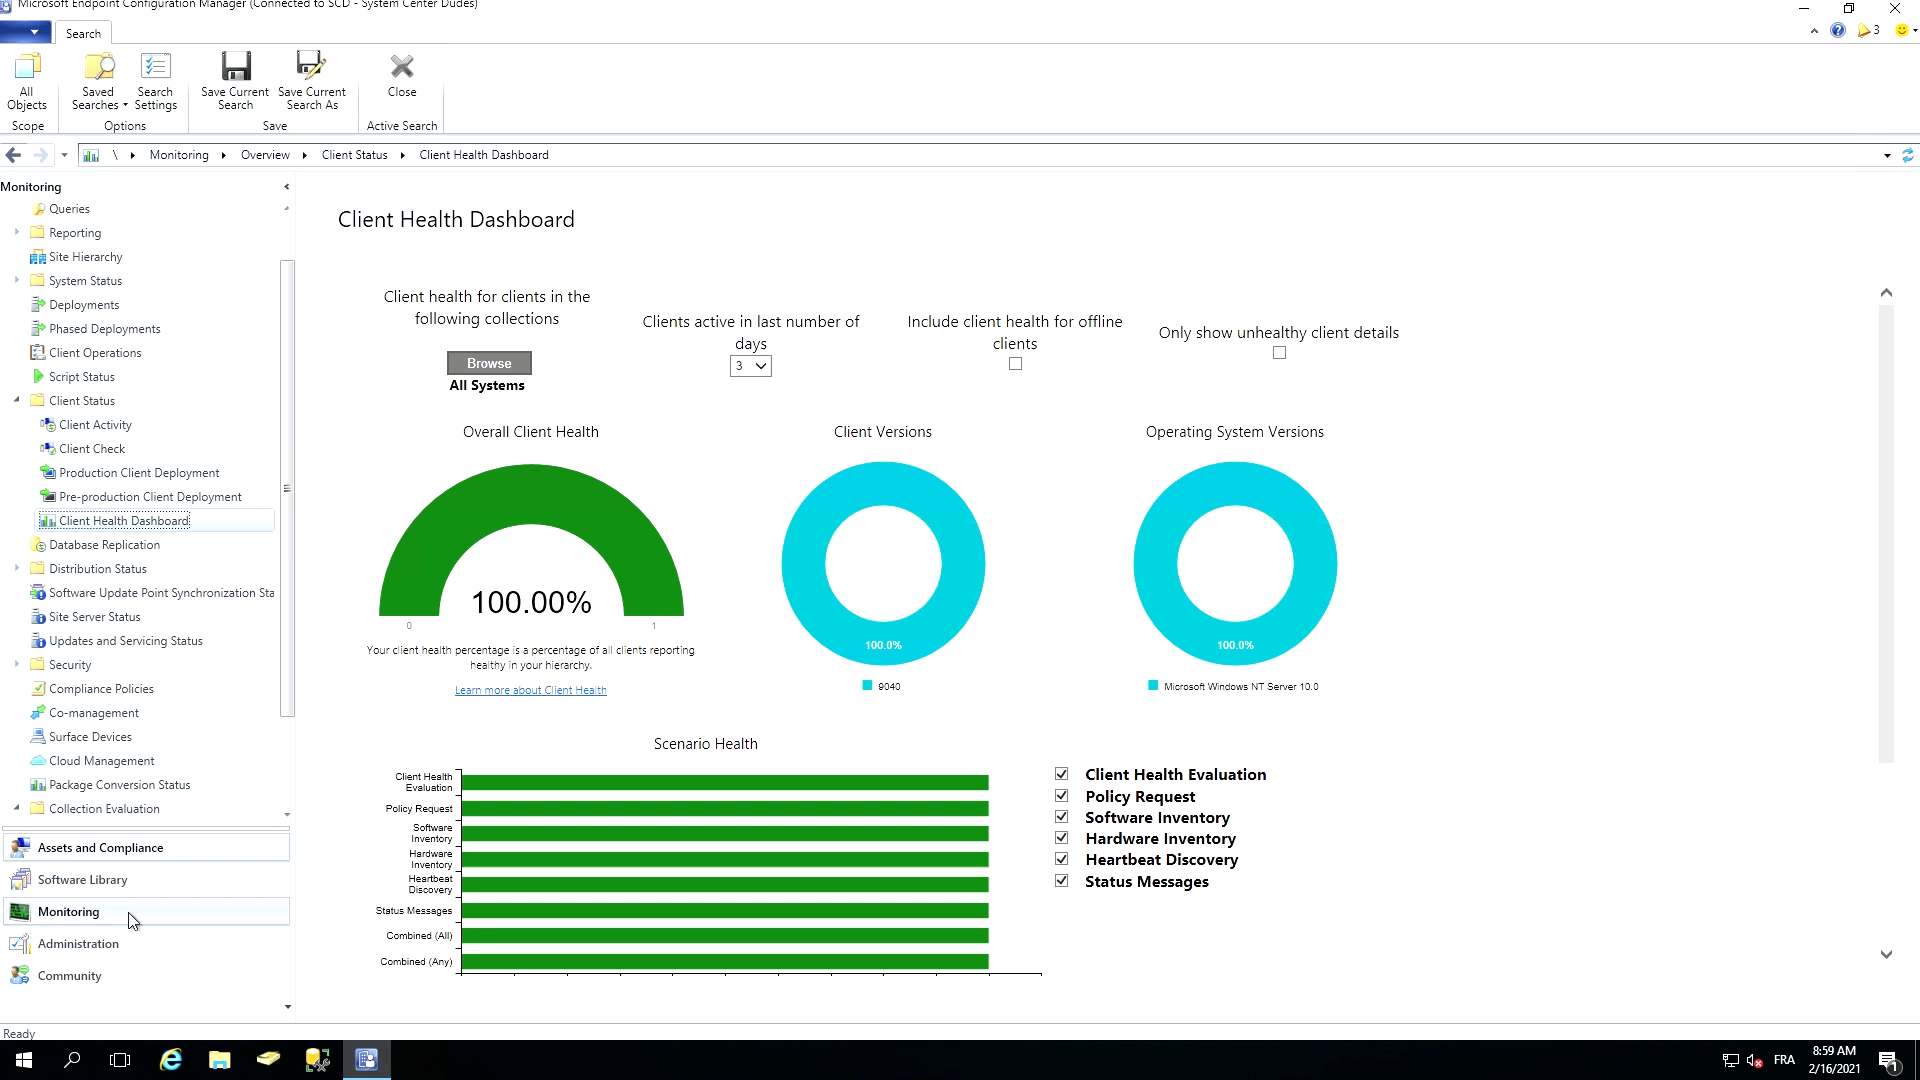 Microsoft Endpoint Configuration Manager (Connected to SCD - System Center Dudes)
Search
3
All
Objects
Saved
Searches
Search
Settings
Save Current
Search
Save Current
Search As
Close
Scope
Options
Save
Active Search
\ Monitoring Overview Client Status Client Health Dashboard
Monitoring
Queries
Reporting
Site Hierarchy
System Status
Deployments
Phased Deployments
Client Operations
Script Status
Client Status
Client Activity
Client Check
Production Client Deployment
Pre-production Client Deployment
Client Health Dashboard
Database Replication
Distribution Status
Software Update Point Synchronization Sta
Site Server Status
Updates and Servicing Status
Security
Compliance Policies
Co-management
Surface Devices
Cloud Management
Package Conversion Status
Collection Evaluation
Assets and Compliance
Software Library
Monitoring
Administration
Community
Client Health Dashboard
Client health for clients in the
following collections
Browse
All Systems
Clients active in last number of
days
3
Include client health for offline
clients
Only show unhealthy client details
Overall Client Health
100.00%
0
1
Your client health percentage is a percentage of all clients reporting
healthy in your hierarchy.
Learn more about Client Health
Client Versions
100.0%
9040
Operating System Versions
100.0%
Microsoft Windows NT Server 10.0
Scenario Health
Client Health
Evaluation
Policy Request
Software
Inventory
Hardware
Inventory
Heartbeat
Discovery
Status Messages
Combined (All)
Combined (Any)
Client Health Evaluation
Policy Request
Software Inventory
Hardware Inventory
Heartbeat Discovery
Status Messages
Ready
FRA
8:59 AM
2/16/2021
1